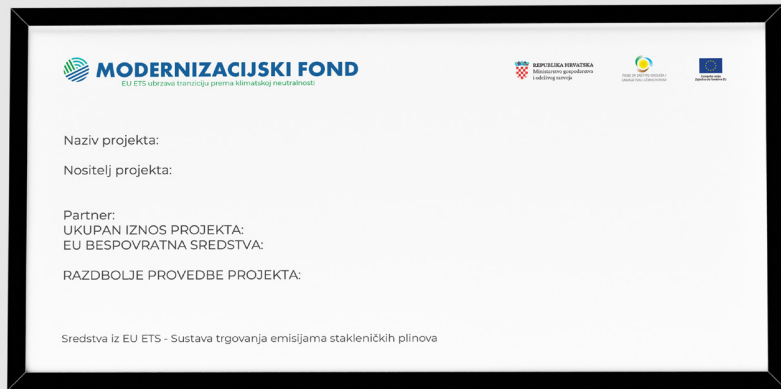 MODERNIZACIJSKI FOND
EU ETS ubrzava tranziciju prema klimatskoj neutralnosti
REPUBLIKA HRVATSKA
Ministarstvo gospodarstva
i održivog razvoja
Naziv projekta:
Nositelj projekta:
Partner:
UKUPAN IZNOS PROJEKTA:
EU BESPOVRATNA SREDSTVA:
RAZDOBLJE PROVEDBE PROJEKTA:
Sredstva iz EU ETS - Sustava trgovanja emisijama stakleničkih plinova